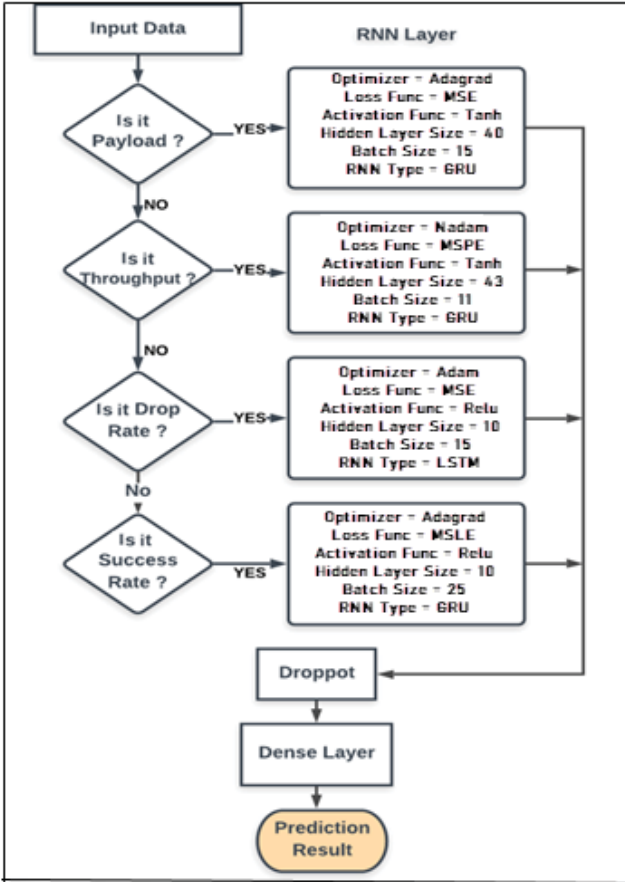 Input Data
RNN Layer
Is it
Payload ?
YES
Optimizer = Adagrad
Loss Func = MSE
Activation Func = Tanh
Hidden Layer Size = 40
Batch Size = 15
RNN Type = GRU
NO
Is it
Throughput ?
YES
Optimizer = Nadam
Loss Func = MSPE
Activation Func = Tanh
Hidden Layer Size = 43
Batch Size = 11
RNN Type = GRU
NO
Is it Drop
Rate ?
YES
Optimizer = Adam
Loss Func = MSE
Activation Func = Relu
Hidden Layer Size = 10
Batch Size = 15
RNN Type = LSTM
No
Is it
Success
Rate ?
YES
Optimizer = Adagrad
Loss Func = MSLE
Activation Func = Relu
Hidden Layer Size = 10
Batch Size = 25
RNN Type = GRU
Droppot
Dense Layer
Prediction
Result